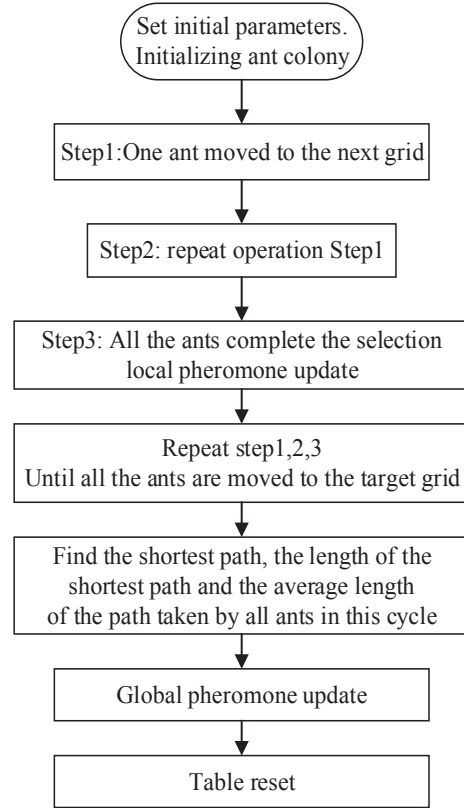 Set initial parameters.
Initializing ant colony
Step1:One ant moved to the next grid
Step2: repeat operation Step1
Step3: All the ants complete the selection
local pheromone update
Repeat step1,2,3
Until all the ants are moved to the target grid
Find the shortest path, the length of the
shortest path and the average length
of the path taken by all ants in this cycle
Global pheromone update
Table reset